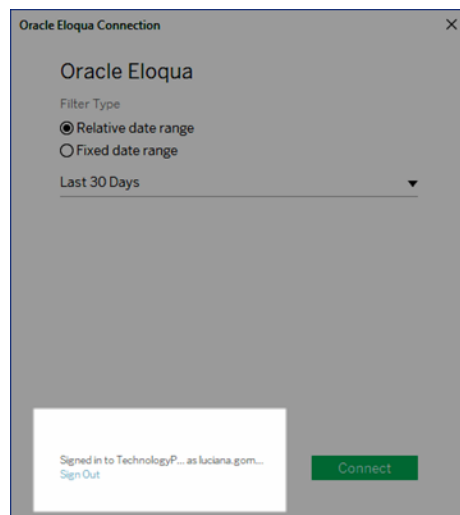 Oracle Eloqua Connection
Oracle Eloqua
Filter Type
Relative date range
Fixed date range
Last 30 Days
Signed in to TechnologyP... as luciana.gom...
Sign Out
Connect